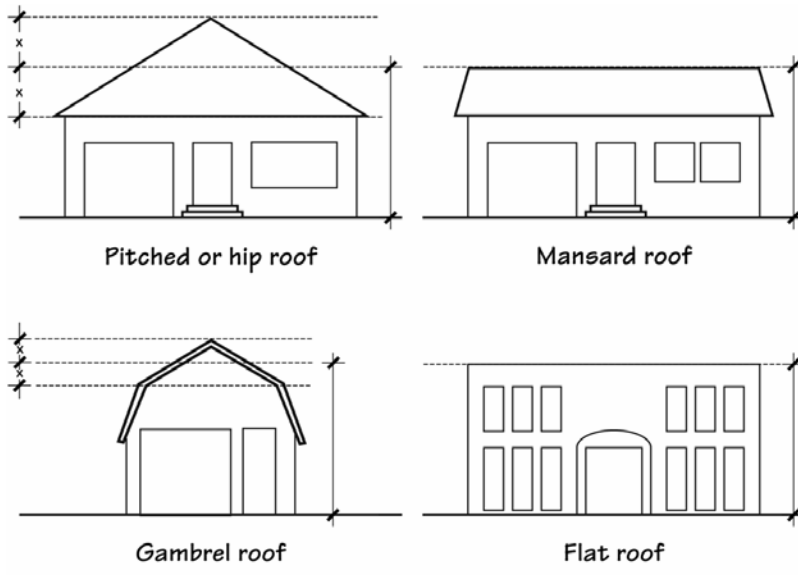 x
x
Pitched or hip roof
Mansard roof
x
x
Gambrel roof
Flat roof